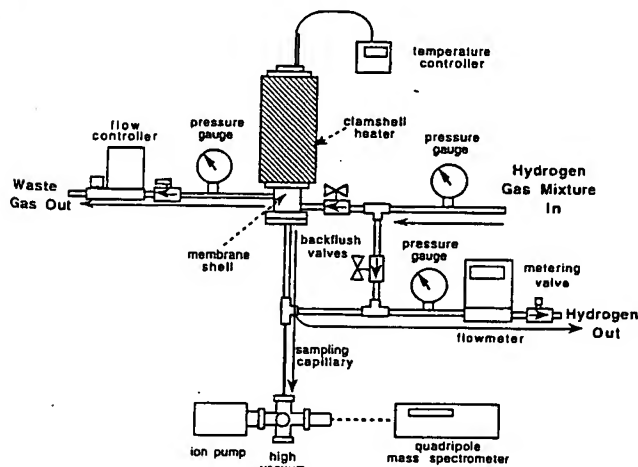 temperature
controller
flow
controller
pressure
gauge
clamshell
heater
pressure
gauge
Waste
Gas Out
Hydrogen
Gas Mixture
In
membrane
shell
backflush
valves
pressure
gauge
metering
valve
Hydrogen
Out
flowmeter
sampling
capillary
ion pump
high
quadripole
mass spectrometer